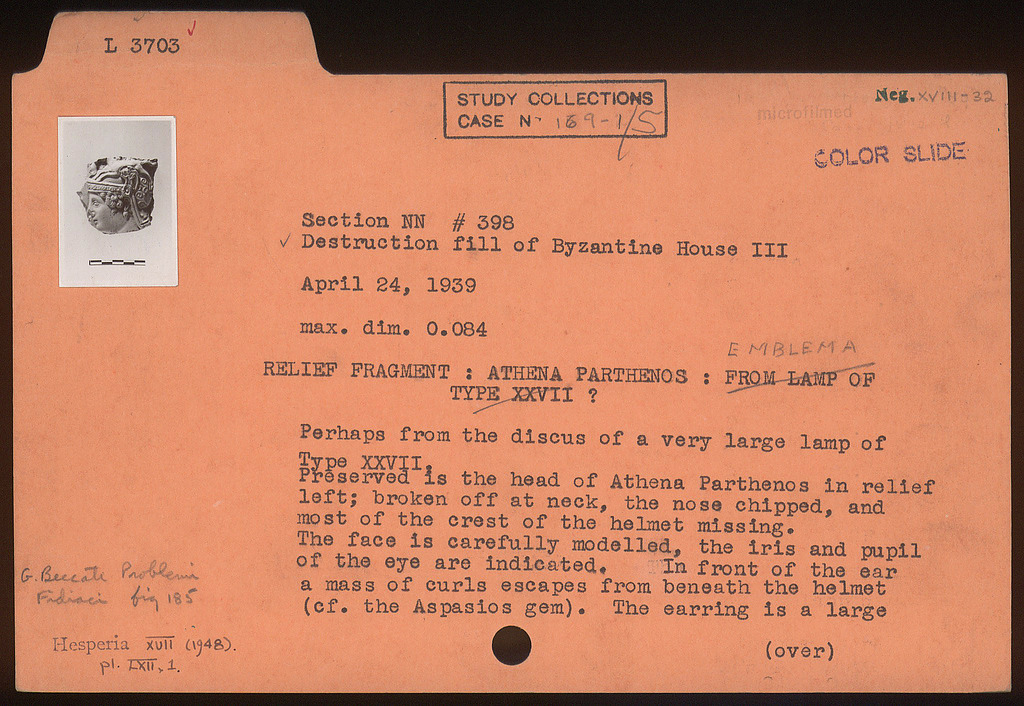 L 3703
STUDY COLLECTIONS
CASE N° 169-1/5
Neg. XVIII-32
microfilmed
COLOR SLIDE
Section NN # 398
✓ Destruction fill of Byzantine House III
April 24, 1939
max. dim. 0.084
EMBLEMA
RELIEF FRAGMENT : ATHENA PARTHENOS : FROM LAMP OF
TYPE XXVII ?
Perhaps from the discus of a very large lamp of
Type XXVII.
Preserved is the head of Athena Parthenos in relief
left; broken off at neck, the nose chipped, and
most of the crest of the helmet missing.
The face is carefully modelled, the iris and pupil
of the eye are indicated. In front of the ear
a mass of curls escapes from beneath the helmet
(cf. the Aspasios gem). The earring is a large
(over)
G. Beccati Problemi
Fidiaci fig 185
Hesperia XVII (1948).
pl. LXII, 1.